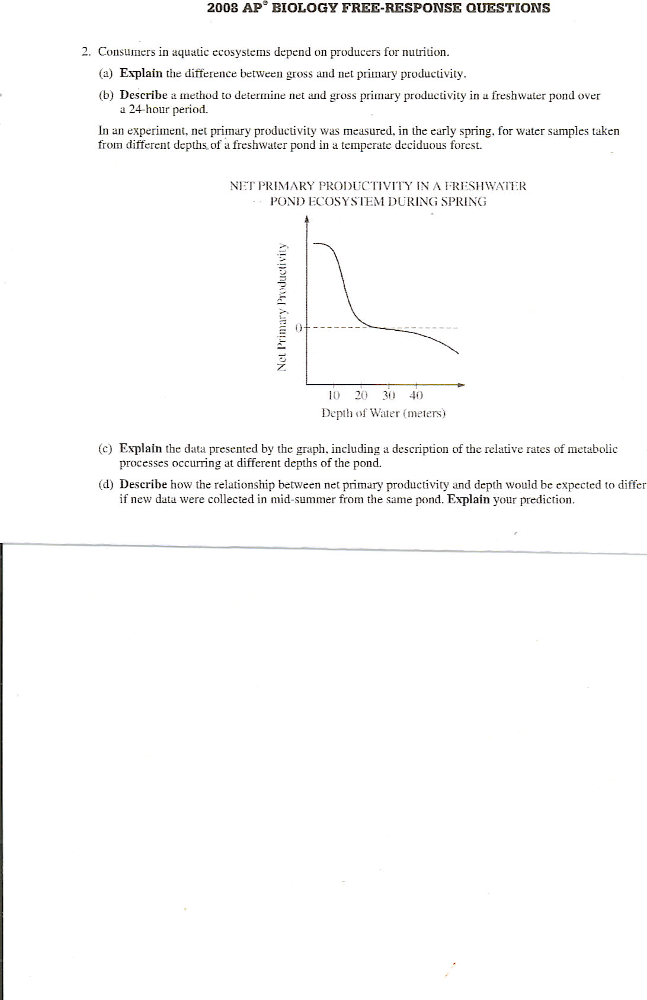 2008 AP® BIOLOGY FREE-RESPONSE QUESTIONS
2. Consumers in aquatic ecosystems depend on producers for nutrition.
(a) Explain the difference between gross and net primary productivity.
(b) Describe a method to determine net and gross primary productivity in a freshwater pond over
a 24-hour period.
In an experiment, net primary productivity was measured, in the early spring, for water samples taken
from different depths of a freshwater pond in a temperate deciduous forest.
NET PRIMARY PRODUCTIVITY IN A FRESHWATER
POND ECOSYSTEM DURING SPRING
Net Primary Productivity
0
10 20 30 40
Depth of Water (meters)
(c) Explain the data presented by the graph, including a description of the relative rates of metabolic
processes occurring at different depths of the pond.
(d) Describe how the relationship between net primary productivity and depth would be expected to differ
if new data were collected in mid-summer from the same pond. Explain your prediction.